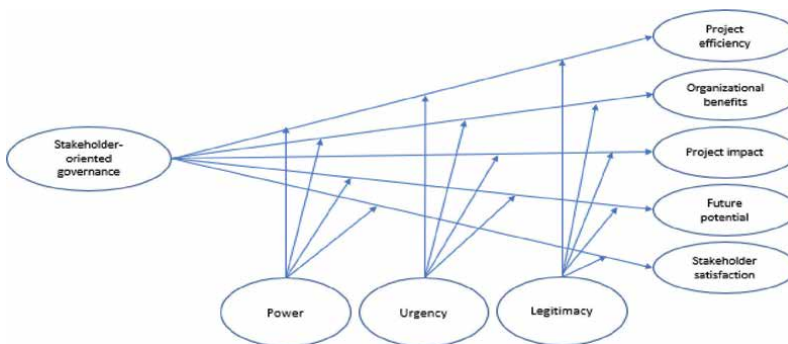 Project
efficiency
Organizational
benefits
Stakeholder-
oriented
governance
Project impact
Future
potential
Stakeholder
satisfaction
Power
Urgency
Legitimacy